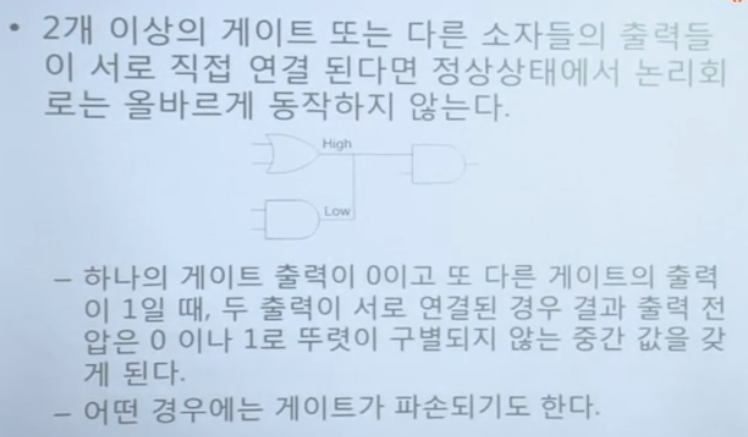 • 2개 이상의 게이트 또는 다른 소자들의 출력들
이 서로 직접 연결 된다면 정상상태에서 논리회
로는 올바르게 동작하지 않는다.
High
Low
– 하나의 게이트 출력이 0이고 또 다른 게이트의 출력
이 1일 때, 두 출력이 서로 연결된 경우 결과 출력 전
압은 0 이나 1로 뚜렷이 구별되지 않는 중간 값을 갖
게 된다.
– 어떤 경우에는 게이트가 파손되기도 한다.